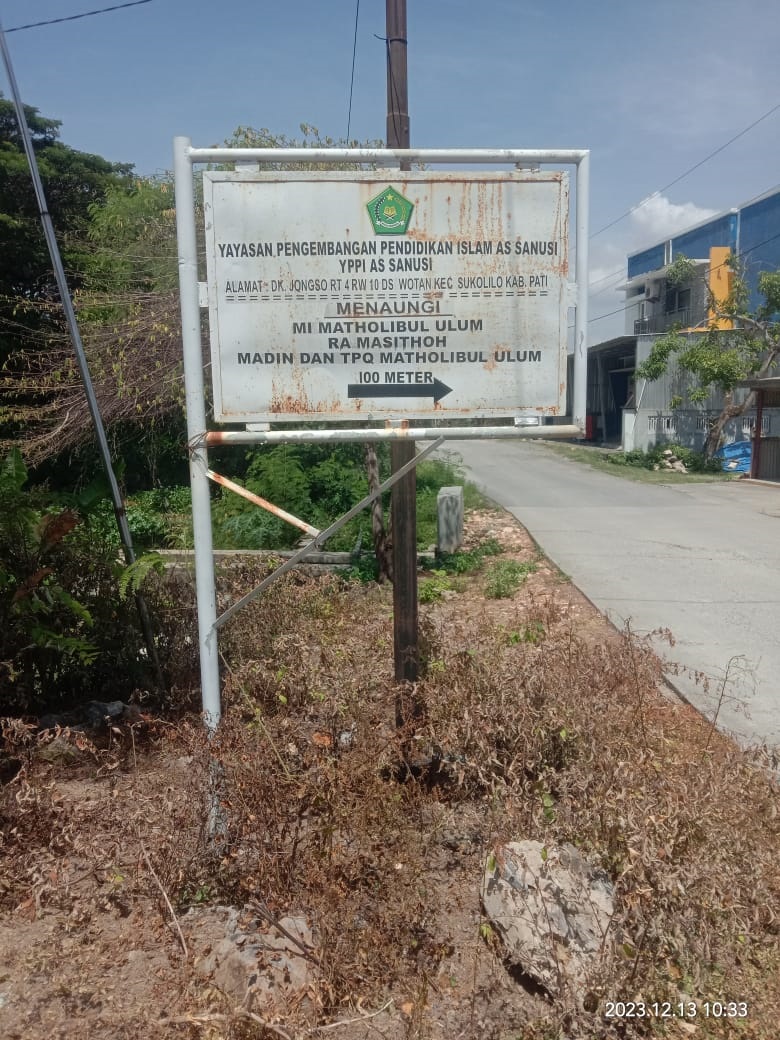 YAYASAN PENGEMBANGAN PENDIDIKAN ISLAM AS SANUSI
YPPI AS SANUSI
ALAMAT : DK. JONGSO RT 4 RW 10 DS WOTAN KEC SUKOLILO KAB. PATI
MENAUNGI
MI MATHOLIBUL ULUM
RA MASITHOH
MADIN DAN TPQ MATHOLIBUL ULUM
100 METER
2023.12.13 10:33